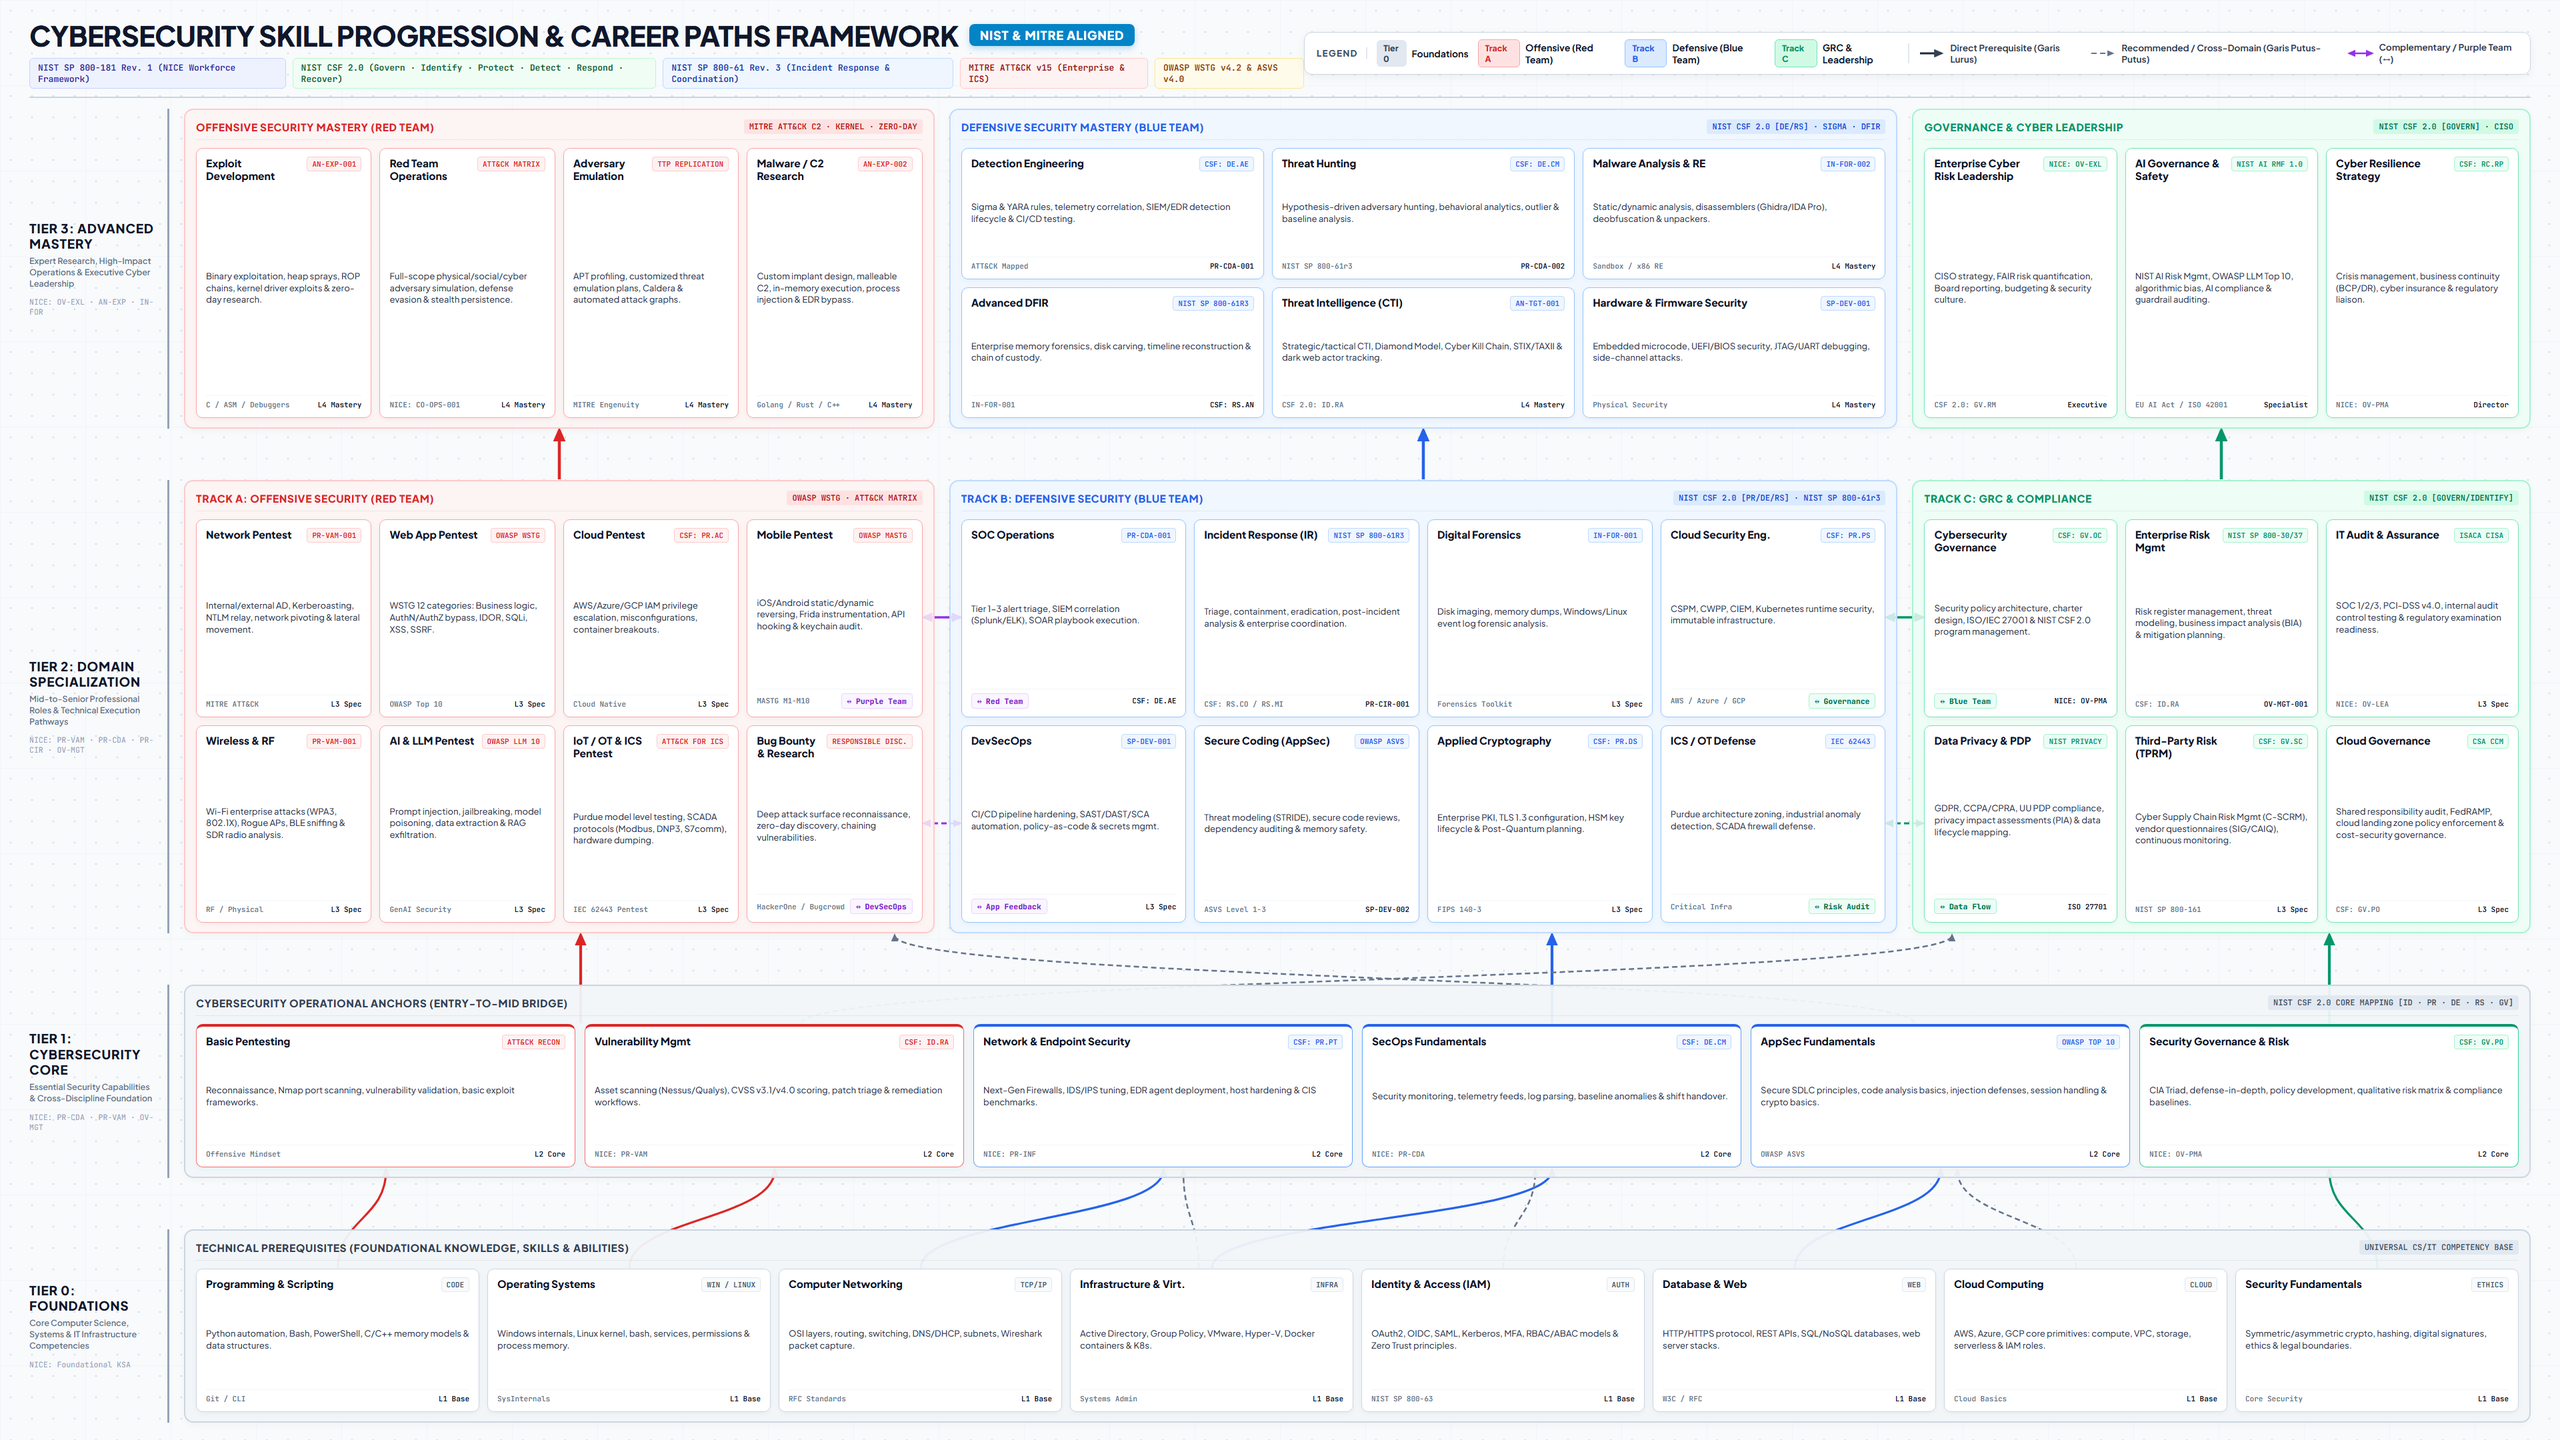 CYBERSECURITY SKILL PROGRESSION & CAREER PATHS FRAMEWORK
NIST & MITRE ALIGNED
NIST SP 800-181 Rev. 1 (NICE Workforce
Framework)
NIST CSF 2.0 (Govern · Identify · Protect · Detect · Respond ·
Recover)
NIST SP 800-61 Rev. 3 (Incident Response &
Coordination)
MITRE ATT&CK v15 (Enterprise &
ICS)
OWASP WSTG v4.2 & ASVS
v4.0
LEGEND
Tier
0
Foundations
Track
A
Offensive (Red
Team)
Track
B
Defensive (Blue
Team)
Track
C
GRC &
Leadership
Direct Prerequisite (Garis
Lurus)
Recommended / Cross-Domain (Garis Putus-
Putus)
Complementary / Purple Team
(↔)
TIER 3: ADVANCED
MASTERY
Expert Research, High-Impact
Operations & Executive Cyber
Leadership
NICE: OV-EXL · AN-EXP · IN-
FOR
OFFENSIVE SECURITY MASTERY (RED TEAM)
MITRE ATT&CK C2 · KERNEL · ZERO-DAY
Exploit
Development
AN-EXP-001
Binary exploitation, heap sprays, ROP
chains, kernel driver exploits & zero-
day research.
C / ASM / Debuggers
L4 Mastery
Red Team
Operations
ATT&CK MATRIX
Full-scope physical/social/cyber
adversary simulation, defense
evasion & stealth persistence.
NICE: CO-OPS-001
L4 Mastery
Adversary
Emulation
TTP REPLICATION
APT profiling, customized threat
emulation plans, Caldera &
automated attack graphs.
MITRE Engenuity
L4 Mastery
Malware / C2
Research
AN-EXP-002
Custom implant design, malleable
C2, in-memory execution, process
injection & EDR bypass.
Golang / Rust / C++
L4 Mastery
DEFENSIVE SECURITY MASTERY (BLUE TEAM)
NIST CSF 2.0 [DE/RS] · SIGMA · DFIR
Detection Engineering
CSF: DE.AE
Sigma & YARA rules, telemetry correlation, SIEM/EDR detection
lifecycle & CI/CD testing.
ATT&CK Mapped
PR-CDA-001
Threat Hunting
CSF: DE.CM
Hypothesis-driven adversary hunting, behavioral analytics, outlier &
baseline analysis.
NIST SP 800-61r3
PR-CDA-002
Malware Analysis & RE
IN-FOR-002
Static/dynamic analysis, disassemblers (Ghidra/IDA Pro),
deobfuscation & unpackers.
Sandbox / x86 RE
L4 Mastery
Advanced DFIR
NIST SP 800-61R3
Enterprise memory forensics, disk carving, timeline reconstruction &
chain of custody.
IN-FOR-001
CSF: RS.AN
Threat Intelligence (CTI)
AN-TGT-001
Strategic/tactical CTI, Diamond Model, Cyber Kill Chain, STIX/TAXII &
dark web actor tracking.
CSF 2.0: ID.RA
L4 Mastery
Hardware & Firmware Security
SP-DEV-001
Embedded microcode, UEFI/BIOS security, JTAG/UART debugging,
side-channel attacks.
Physical Security
L4 Mastery
GOVERNANCE & CYBER LEADERSHIP
NIST CSF 2.0 [GOVERN] · CISO
Enterprise Cyber
Risk Leadership
NICE: OV-EXL
CISO strategy, FAIR risk quantification,
Board reporting, budgeting & security
culture.
CSF 2.0: GV.RM
Executive
AI Governance &
Safety
NIST AI RMF 1.0
NIST AI Risk Mgmt, OWASP LLM Top 10,
algorithmic bias, AI compliance &
guardrail auditing.
EU AI Act / ISO 42001
Specialist
Cyber Resilience
Strategy
CSF: RC.RP
Crisis management, business continuity
(BCP/DR), cyber insurance & regulatory
liaison.
NICE: OV-PMA
Director
TIER 2: DOMAIN
SPECIALIZATION
Mid-to-Senior Professional
Roles & Technical Execution
Pathways
NICE: PR-VAM · PR-CDA · PR-
CIR · OV-MGT
TRACK A: OFFENSIVE SECURITY (RED TEAM)
OWASP WSTG · ATT&CK MATRIX
Network Pentest
PR-VAM-001
Internal/external AD, Kerberoasting,
NTLM relay, network pivoting & lateral
movement.
MITRE ATT&CK
L3 Spec
Web App Pentest
OWASP WSTG
WSTG 12 categories: Business logic,
AuthN/AuthZ bypass, IDOR, SQLi,
XSS, SSRF.
OWASP Top 10
L3 Spec
Cloud Pentest
CSF: PR.AC
AWS/Azure/GCP IAM privilege
escalation, misconfigurations,
container breakouts.
Cloud Native
L3 Spec
Mobile Pentest
OWASP MASTG
iOS/Android static/dynamic
reversing, Frida instrumentation, API
hooking & keychain audit.
MASTG M1-M10
↔ Purple Team
Wireless & RF
PR-VAM-001
Wi-Fi enterprise attacks (WPA3,
802.1X), Rogue APs, BLE sniffing &
SDR radio analysis.
RF / Physical
L3 Spec
AI & LLM Pentest
OWASP LLM 10
Prompt injection, jailbreaking, model
poisoning, data extraction & RAG
exfiltration.
GenAI Security
L3 Spec
IoT / OT & ICS
Pentest
ATT&CK FOR ICS
Purdue model level testing, SCADA
protocols (Modbus, DNP3, S7comm),
hardware dumping.
IEC 62443 Pentest
L3 Spec
Bug Bounty
& Research
RESPONSIBLE DISC.
Deep attack surface reconnaissance,
zero-day discovery, chaining
vulnerabilities.
HackerOne / Bugcrowd
↔ DevSecOps
TRACK B: DEFENSIVE SECURITY (BLUE TEAM)
NIST CSF 2.0 [PR/DE/RS] · NIST SP 800-61r3
SOC Operations
PR-CDA-001
Tier 1-3 alert triage, SIEM correlation
(Splunk/ELK), SOAR playbook execution.
↔ Red Team
CSF: DE.AE
Incident Response (IR)
NIST SP 800-61R3
Triage, containment, eradication, post-incident
analysis & enterprise coordination.
CSF: RS.CO / RS.MI
PR-CIR-001
Digital Forensics
IN-FOR-001
Disk imaging, memory dumps, Windows/Linux
event log forensic analysis.
Forensics Toolkit
L3 Spec
Cloud Security Eng.
CSF: PR.PS
CSPM, CWPP, CIEM, Kubernetes runtime security,
immutable infrastructure.
AWS / Azure / GCP
↔ Governance
DevSecOps
SP-DEV-001
CI/CD pipeline hardening, SAST/DAST/SCA
automation, policy-as-code & secrets mgmt.
↔ App Feedback
L3 Spec
Secure Coding (AppSec)
OWASP ASVS
Threat modeling (STRIDE), secure code reviews,
dependency auditing & memory safety.
ASVS Level 1-3
SP-DEV-002
Applied Cryptography
CSF: PR.DS
Enterprise PKI, TLS 1.3 configuration, HSM key
lifecycle & Post-Quantum planning.
FIPS 140-3
L3 Spec
ICS / OT Defense
IEC 62443
Purdue architecture zoning, industrial anomaly
detection, SCADA firewall defense.
Critical Infra
↔ Risk Audit
TRACK C: GRC & COMPLIANCE
NIST CSF 2.0 [GOVERN/IDENTIFY]
Cybersecurity
Governance
CSF: GV.OC
Security policy architecture, charter
design, ISO/IEC 27001 & NIST CSF 2.0
program management.
↔ Blue Team
NICE: OV-PMA
Enterprise Risk
Mgmt
NIST SP 800-30/37
Risk register management, threat
modeling, business impact analysis (BIA)
& mitigation planning.
CSF: ID.RA
OV-MGT-001
IT Audit & Assurance
ISACA CISA
SOC 1/2/3, PCI-DSS v4.0, internal audit
control testing & regulatory examination
readiness.
NICE: OV-LEA
L3 Spec
Data Privacy & PDP
NIST PRIVACY
GDPR, CCPA/CPRA, UU PDP compliance,
privacy impact assessments (PIA) & data
lifecycle mapping.
↔ Data Flow
ISO 27701
Third-Party Risk
(TPRM)
CSF: GV.SC
Cyber Supply Chain Risk Mgmt (C-SCRM),
vendor questionnaires (SIG/CAIQ),
continuous monitoring.
NIST SP 800-161
L3 Spec
Cloud Governance
CSA CCM
Shared responsibility audit, FedRAMP,
cloud landing zone policy enforcement &
cost-security governance.
CSF: GV.PO
L3 Spec
TIER 1:
CYBERSECURITY
CORE
Essential Security Capabilities
& Cross-Discipline Foundation
NICE: PR-CDA · PR-VAM · OV-
MGT
CYBERSECURITY OPERATIONAL ANCHORS (ENTRY-TO-MID BRIDGE)
NIST CSF 2.0 CORE MAPPING [ID · PR · DE · RS · GV]
Basic Pentesting
ATT&CK RECON
Reconnaissance, Nmap port scanning, vulnerability validation, basic exploit
frameworks.
Offensive Mindset
L2 Core
Vulnerability Mgmt
CSF: ID.RA
Asset scanning (Nessus/Qualys), CVSS v3.1/v4.0 scoring, patch triage & remediation
workflows.
NICE: PR-VAM
L2 Core
Network & Endpoint Security
CSF: PR.PT
Next-Gen Firewalls, IDS/IPS tuning, EDR agent deployment, host hardening & CIS
benchmarks.
NICE: PR-INF
L2 Core
SecOps Fundamentals
CSF: DE.CM
Security monitoring, telemetry feeds, log parsing, baseline anomalies & shift handover.
NICE: PR-CDA
L2 Core
AppSec Fundamentals
OWASP TOP 10
Secure SDLC principles, code analysis basics, injection defenses, session handling &
crypto basics.
OWASP ASVS
L2 Core
Security Governance & Risk
CSF: GV.PO
CIA Triad, defense-in-depth, policy development, qualitative risk matrix & compliance
baselines.
NICE: OV-PMA
L2 Core
TIER 0:
FOUNDATIONS
Core Computer Science,
Systems & IT Infrastructure
Competencies
NICE: Foundational KSA
TECHNICAL PREREQUISITES (FOUNDATIONAL KNOWLEDGE, SKILLS & ABILITIES)
UNIVERSAL CS/IT COMPETENCY BASE
Programming & Scripting
CODE
Python automation, Bash, PowerShell, C/C++ memory models &
data structures.
Git / CLI
L1 Base
Operating Systems
WIN / LINUX
Windows internals, Linux kernel, bash, services, permissions &
process memory.
SysInternals
L1 Base
Computer Networking
TCP/IP
OSI layers, routing, switching, DNS/DHCP, subnets, Wireshark
packet capture.
RFC Standards
L1 Base
Infrastructure & Virt.
INFRA
Active Directory, Group Policy, VMware, Hyper-V, Docker
containers & K8s.
Systems Admin
L1 Base
Identity & Access (IAM)
AUTH
OAuth2, OIDC, SAML, Kerberos, MFA, RBAC/ABAC models &
Zero Trust principles.
NIST SP 800-63
L1 Base
Database & Web
WEB
HTTP/HTTPS protocol, REST APIs, SQL/NoSQL databases, web
server stacks.
W3C / RFC
L1 Base
Cloud Computing
CLOUD
AWS, Azure, GCP core primitives: compute, VPC, storage,
serverless & IAM roles.
Cloud Basics
L1 Base
Security Fundamentals
ETHICS
Symmetric/asymmetric crypto, hashing, digital signatures,
ethics & legal boundaries.
Core Security
L1 Base